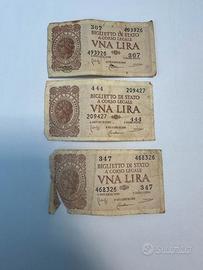 307 493326
BIGLIETTO DI STATO
A CORSO LEGALE
VNA LIRA
493326 307
444 209427
BIGLIETTO DI STATO
A CORSO LEGALE
VNA LIRA
209427 444
347 468326
BIGLIETTO DI STATO
A CORSO LEGALE
VNA LIRA
468326 347
subito